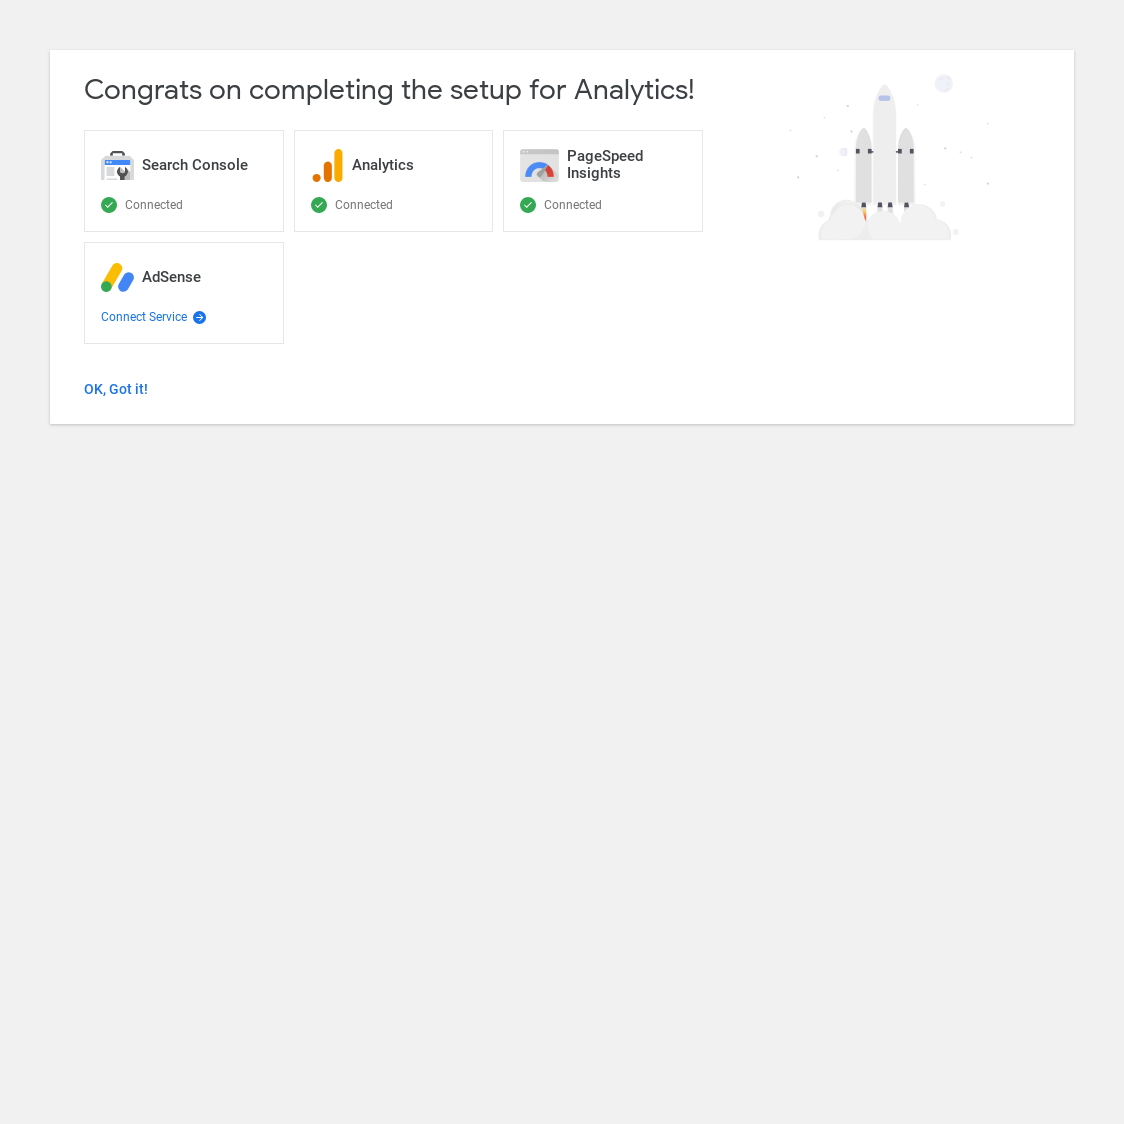 Congrats on completing the setup for Analytics!
Search Console
Connected
Analytics
Connected
PageSpeed
Insights
Connected
AdSense
Connect Service
OK, Got it!